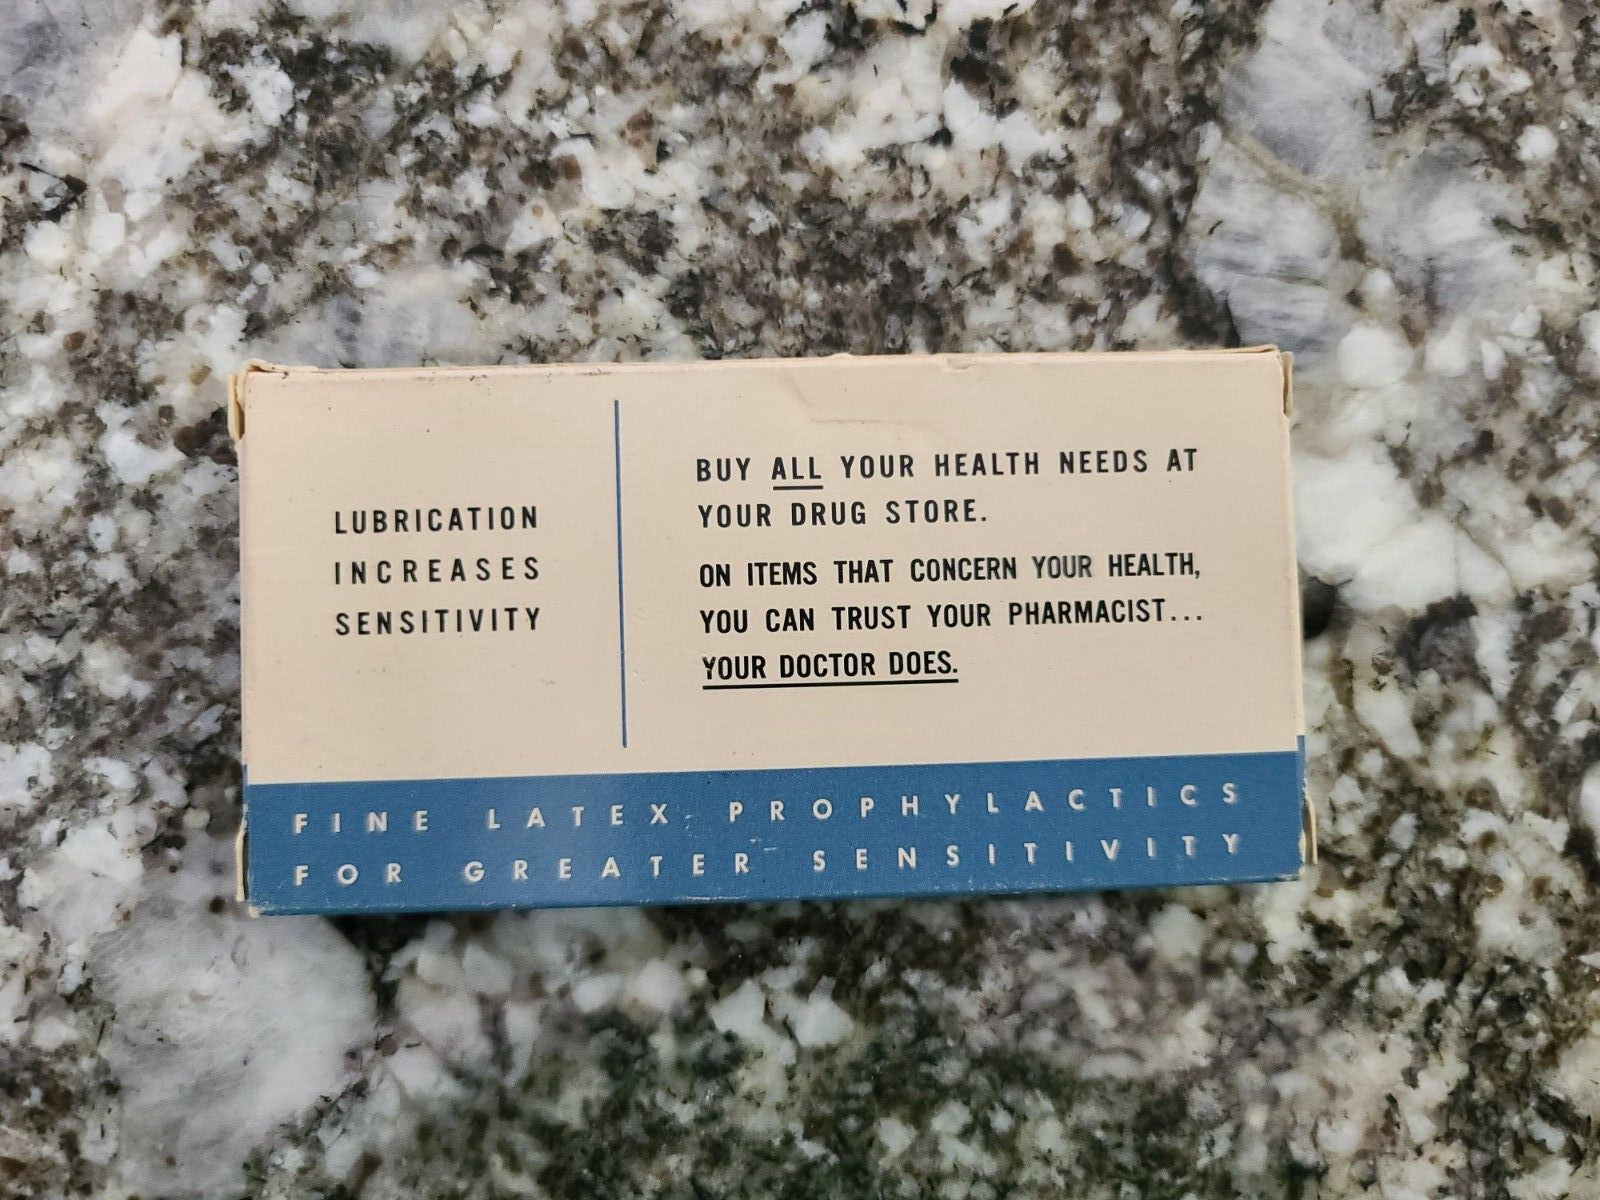 LUBRICATION
INCREASES
SENSITIVITY
BUY ALL YOUR HEALTH NEEDS AT
YOUR DRUG STORE.
ON ITEMS THAT CONCERN YOUR HEALTH,
YOU CAN TRUST YOUR PHARMACIST...
YOUR DOCTOR DOES.
FINE LATEX PROPHYLACTICS
FOR GREATER SENSITIVITY